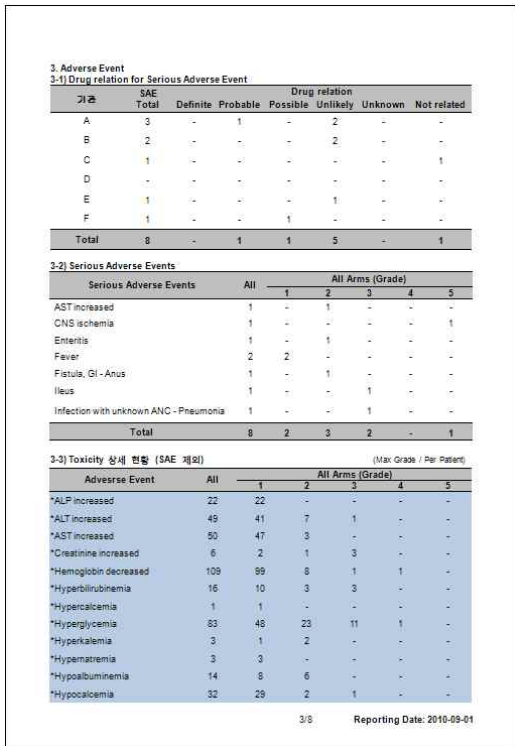 3. Adverse Event
3-1) Drug relation for Serious Adverse Event
기관 SAE Total Drug relation
Definite Probable Possible Unlikely Unknown Not related
A 3 - 1 - 2 - -
B 2 - - - 2 - -
C 1 - - - - - 1
D - - - - - - -
E 1 - - - 1 - -
F 1 - - 1 - - -
Total 8 - 1 1 5 - 1
3-2) Serious Adverse Events
Serious Adverse Events All All Arms (Grade)
1 2 3 4 5
AST increased 1 - 1 - - -
CNS ischemia 1 - - - - 1
Enteritis 1 - 1 - - -
Fever 2 2 - - - -
Fistula, GI - Anus 1 - 1 - - -
Ileus 1 - - 1 - -
Infection with unknown ANC - Pneumonia 1 - - 1 - -
Total 8 2 3 2 - 1
3-3) Toxicity 상세 현황 (SAE 제외) (Max Grade / Per Patient)
Advesrse Event All All Arms (Grade)
1 2 3 4 5
*ALP increased 22 22 - - - -
*ALT increased 49 41 7 1 - -
*AST increased 50 47 3 - - -
*Creatinine increased 6 2 1 3 - -
*Hemoglobin decreased 109 99 8 1 1 -
*Hyperbilirubinemia 16 10 3 3 - -
*Hypercalcemia 1 1 - - - -
*Hyperglycemia 83 48 23 11 1 -
*Hyperkalemia 3 1 2 - - -
*Hypernatremia 3 3 - - - -
*Hypoalbuminemia 14 8 6 - - -
*Hypocalcemia 32 29 2 1 - -
3/8 Reporting Date: 2010-09-01